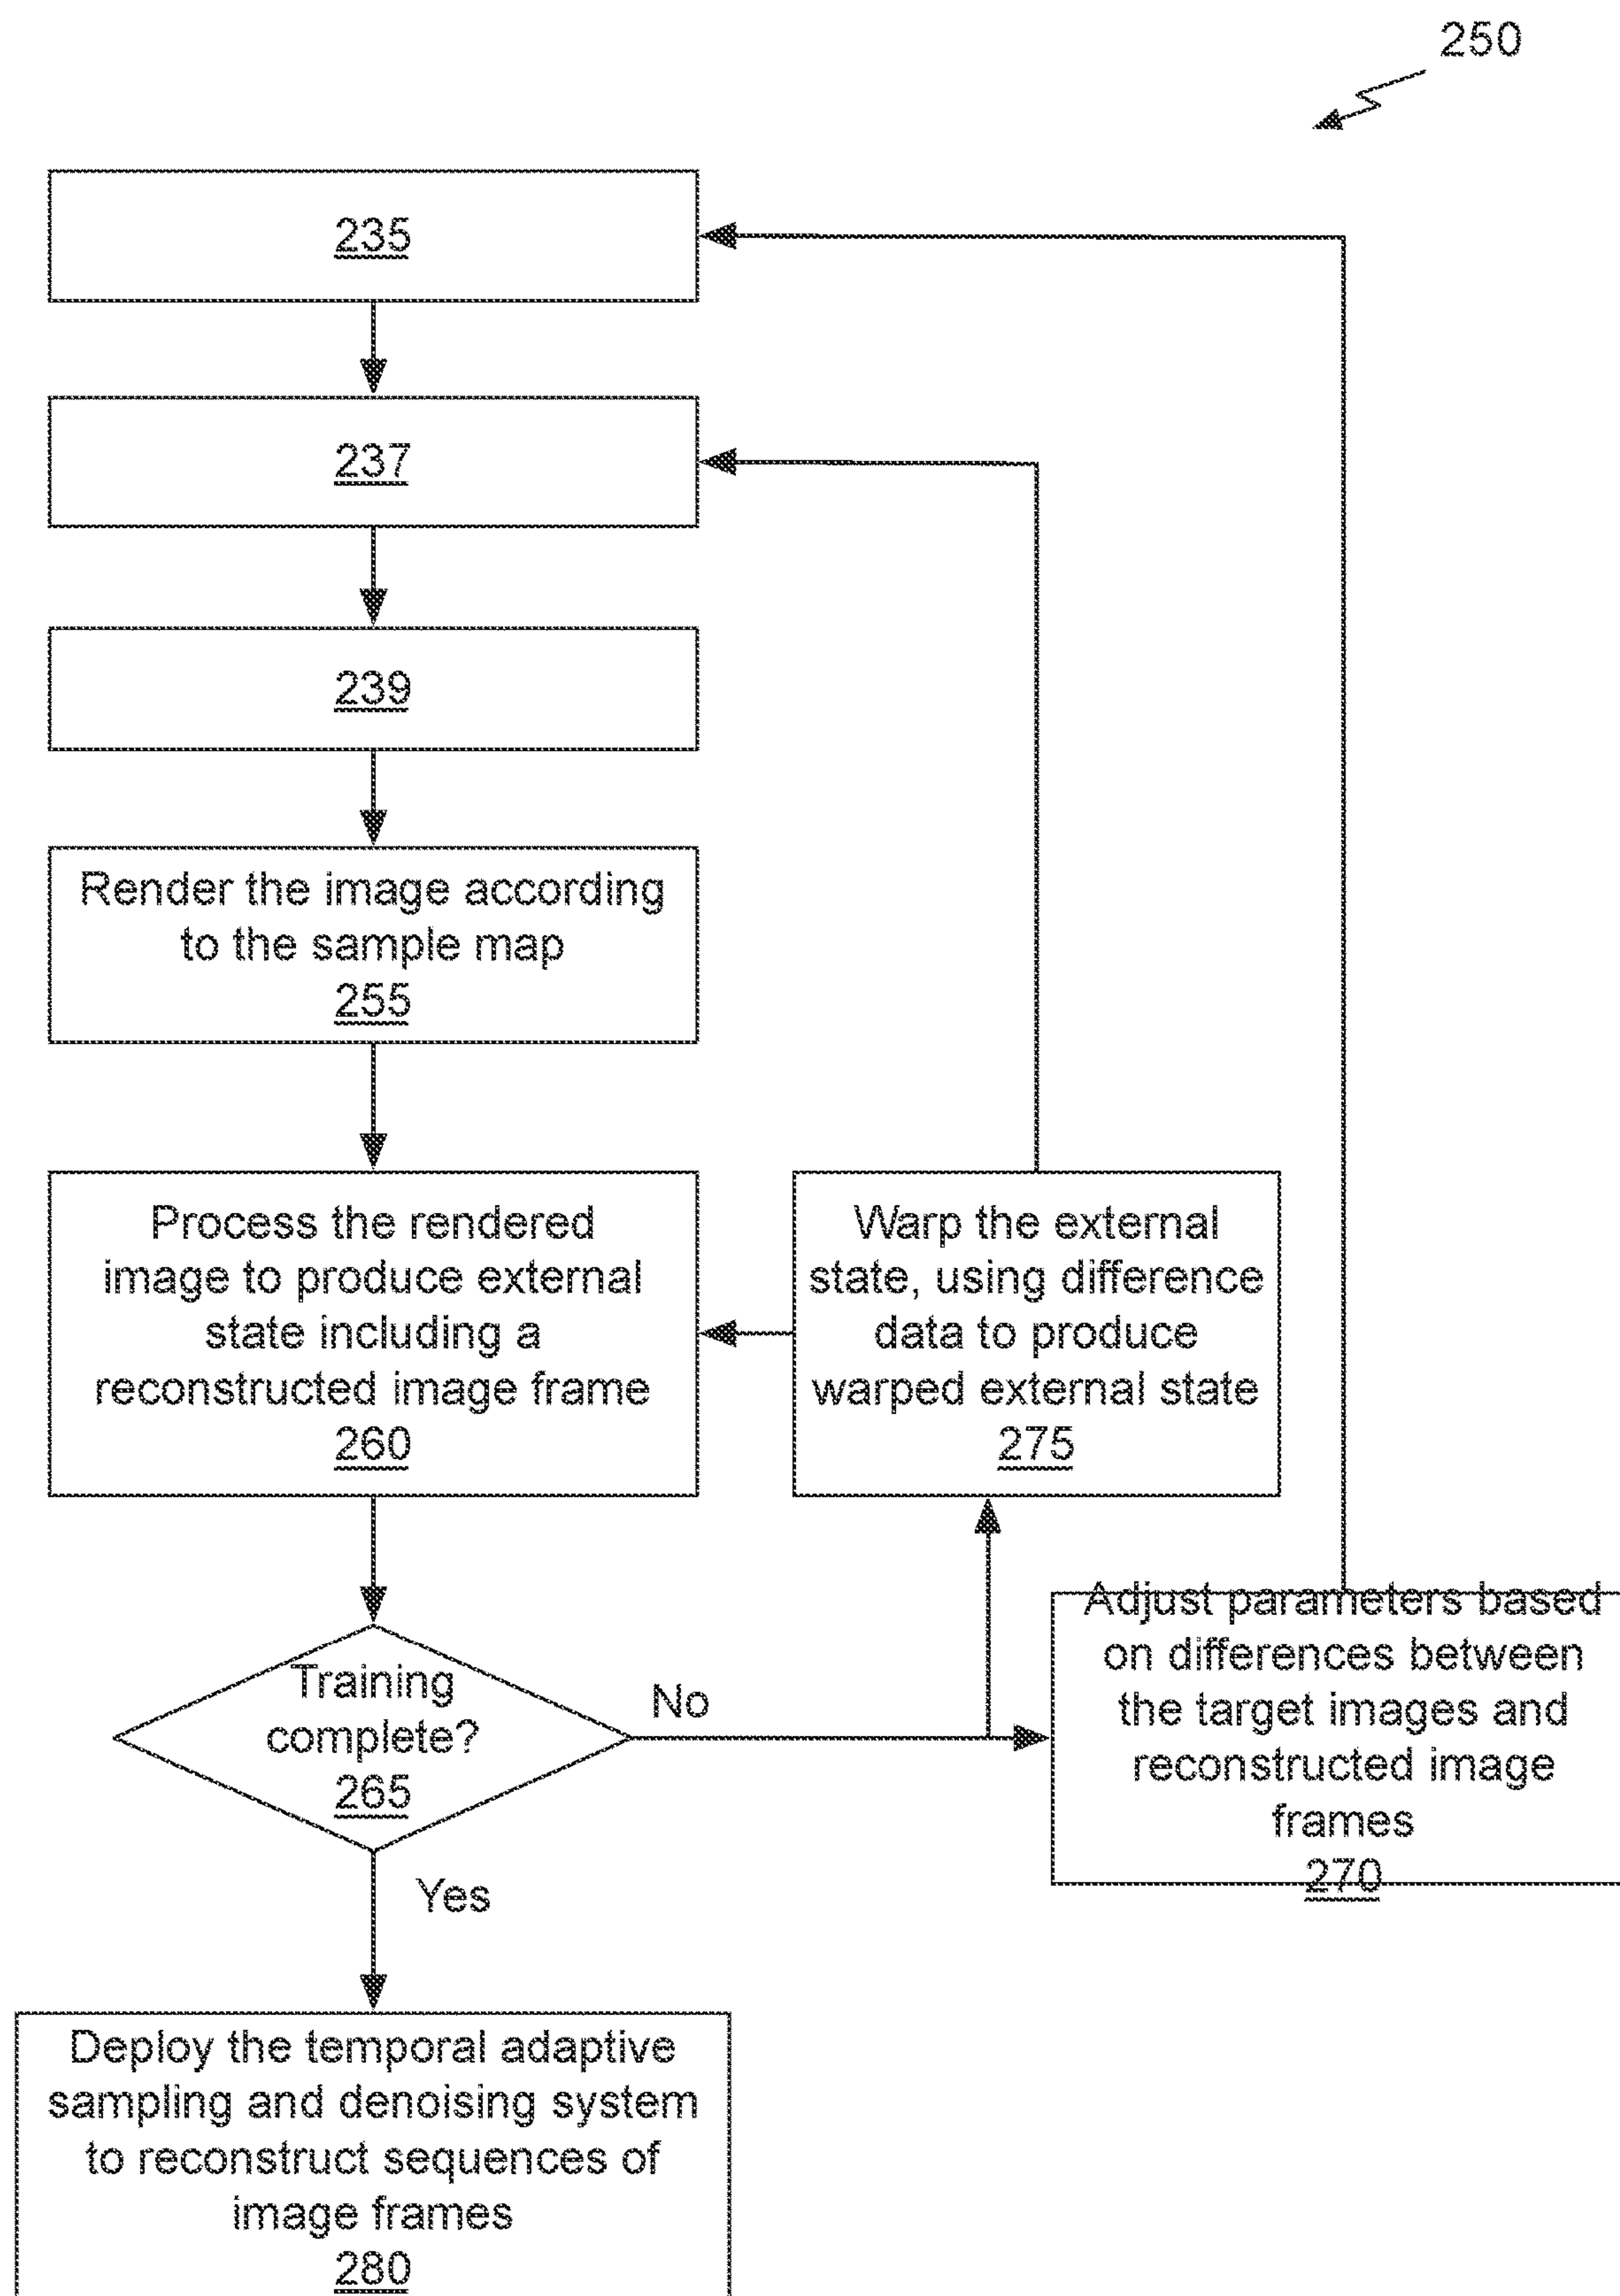 250
235
237
239
Render the image according
to the sample map
255
Process the rendered
image to produce external
state including a
reconstructed image frame
260
Warp the external
state, using difference
data to produce
warped external state
275
Training
complete?
265
No
Yes
Adjust parameters based
on differences between
the target images and
reconstructed image
frames
270
Deploy the temporal adaptive
sampling and denoising system
to reconstruct sequences of
image frames
280